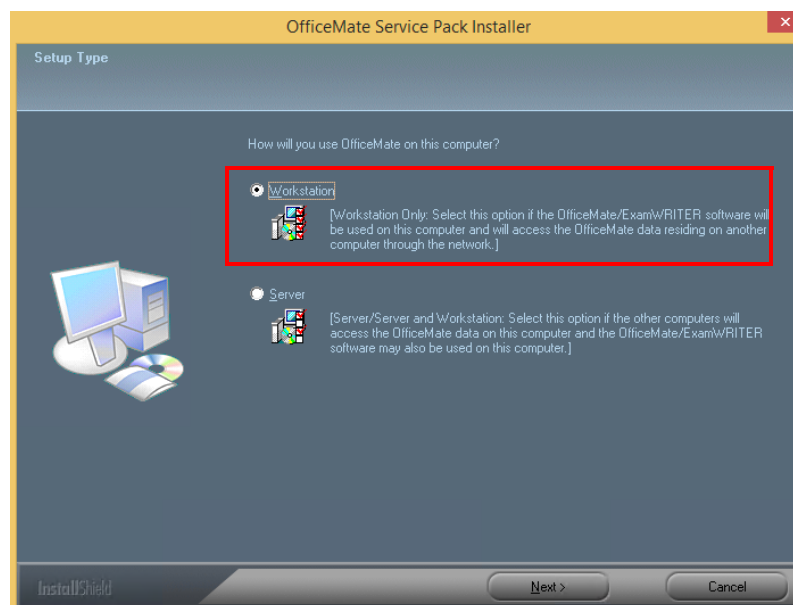 OfficeMate Service Pack Installer
Setup Type
How will you use OfficeMate on this computer?
Workstation
[Workstation Only: Select this option if the OfficeMate/ExamWRITER software will
be used on this computer and will access the OfficeMate data residing on another
computer through the network.]
Server
[Server/Server and Workstation: Select this option if the other computers will
access the OfficeMate data on this computer and the OfficeMate/ExamWRITER
software may also be used on this computer.]
InstallShield
Next >
Cancel